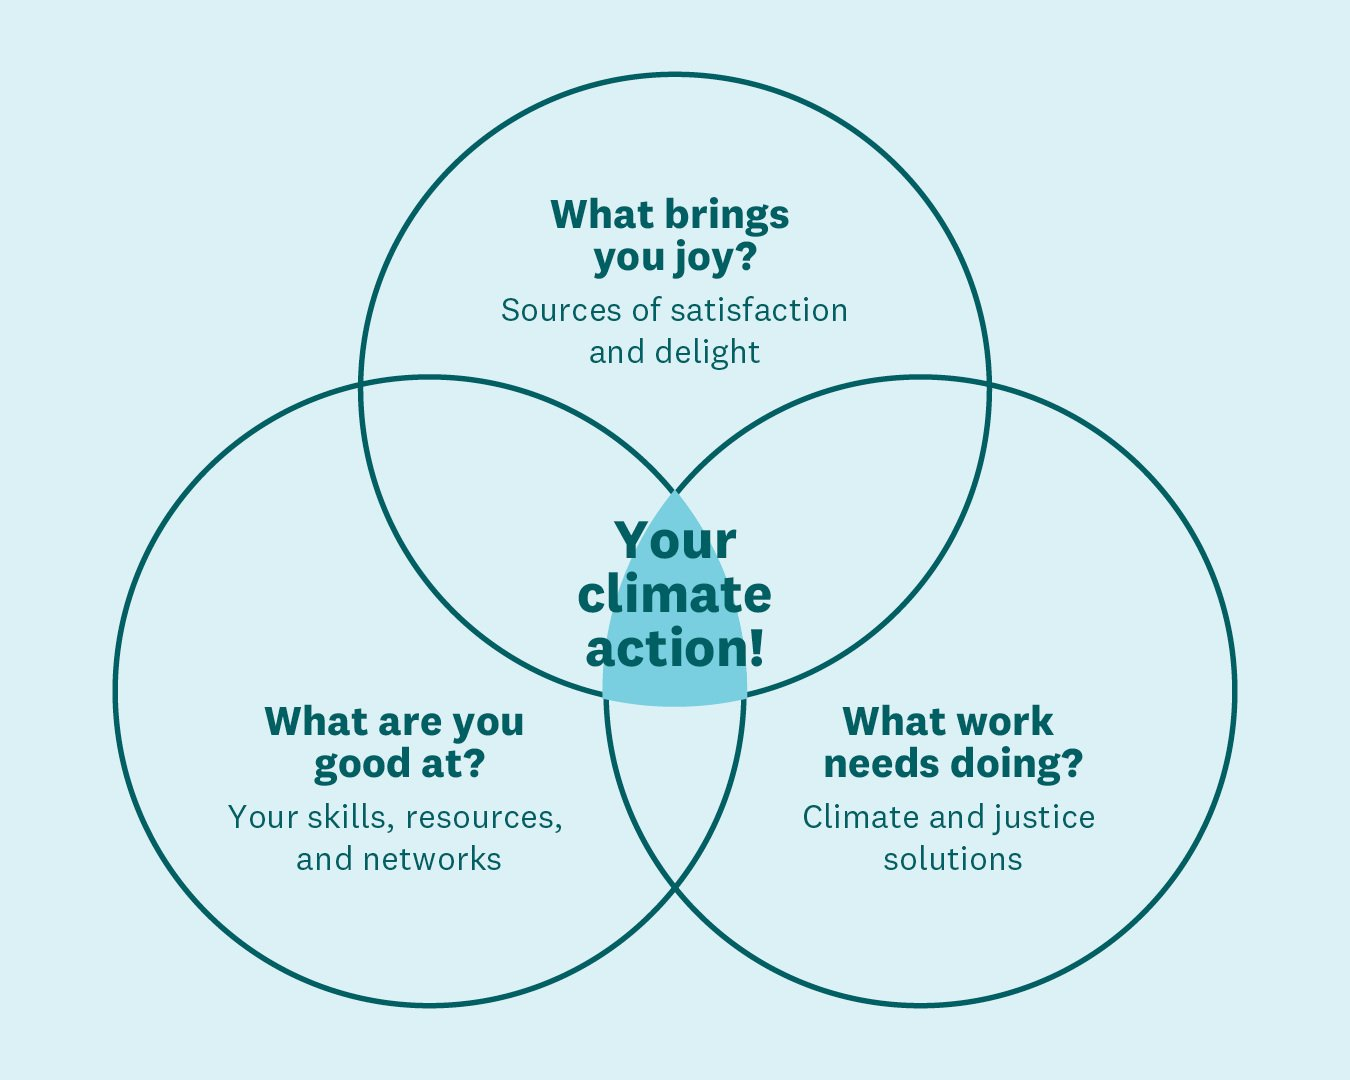 What brings
you joy?
Sources of satisfaction
and delight
Your
climate
action!
What are you
good at?
Your skills, resources,
and networks
What work
needs doing?
Climate and justice
solutions